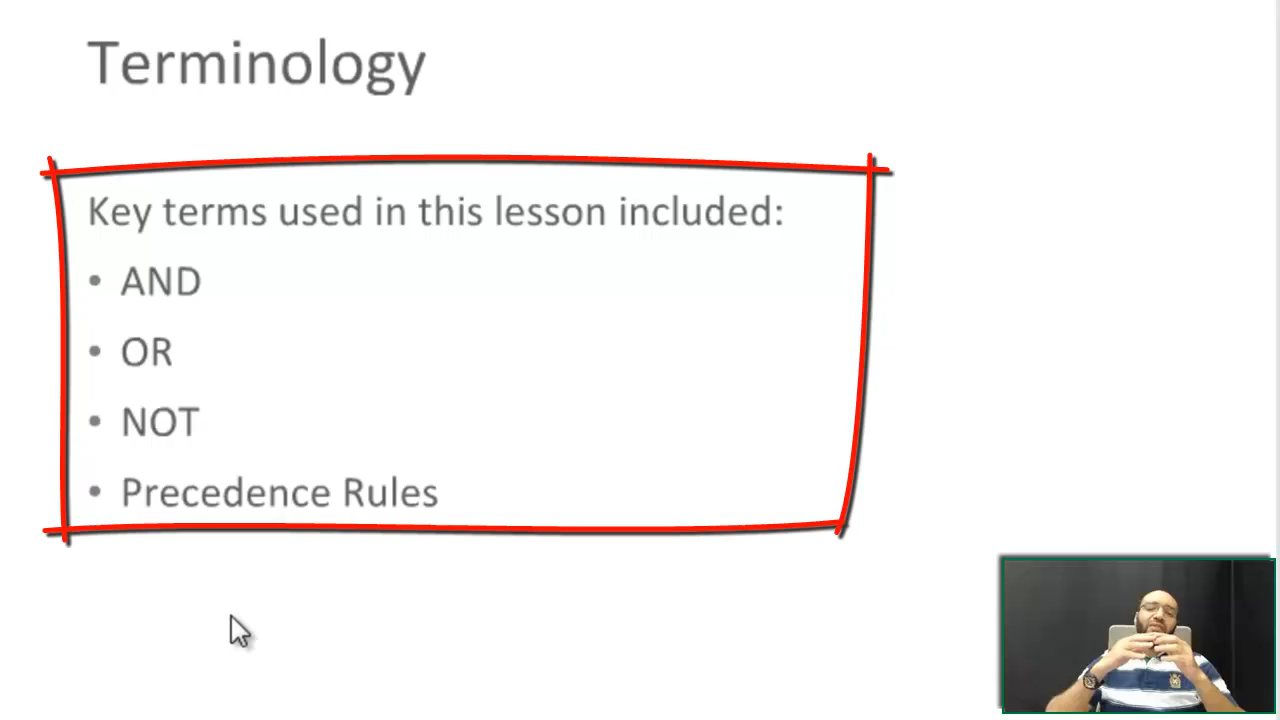 Terminology
Key terms used in this lesson included:
• AND
• OR
• NOT
• Precedence Rules